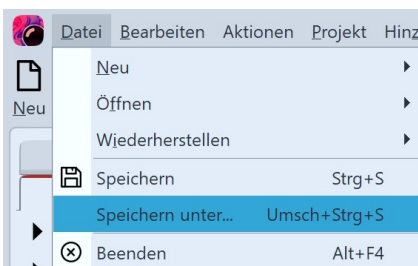 Datei Bearbeiten Aktionen Projekt Hinz
Neu
Neu
Öffnen
Wiederherstellen
Speichern Strg+S
Speichern unter... Umsch+Strg+S
Beenden Alt+F4